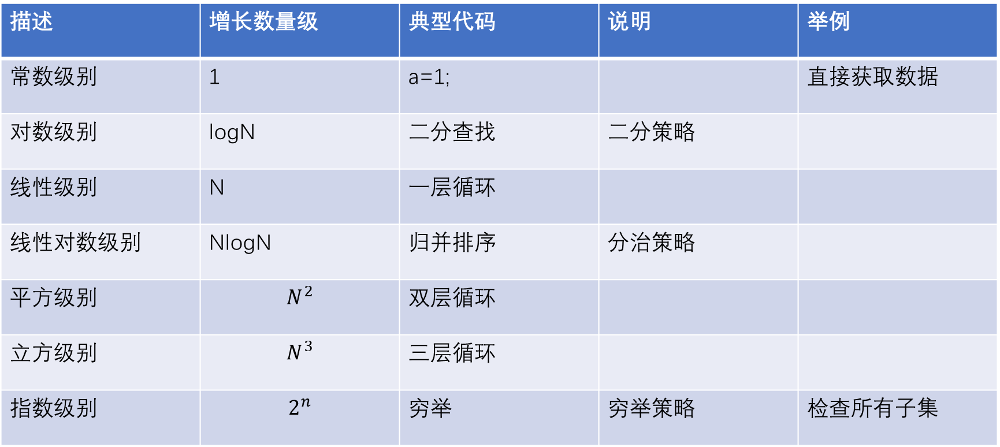 描述 增长数量级 典型代码 说明 举例
常数级别 1 a=1; 直接获取数据
对数级别 logN 二分查找 二分策略
线性级别 N 一层循环
线性对数级别 NlogN 归并排序 分治策略
平方级别 N² 双层循环
立方级别 N³ 三层循环
指数级别 2ⁿ 穷举 穷举策略 检查所有子集